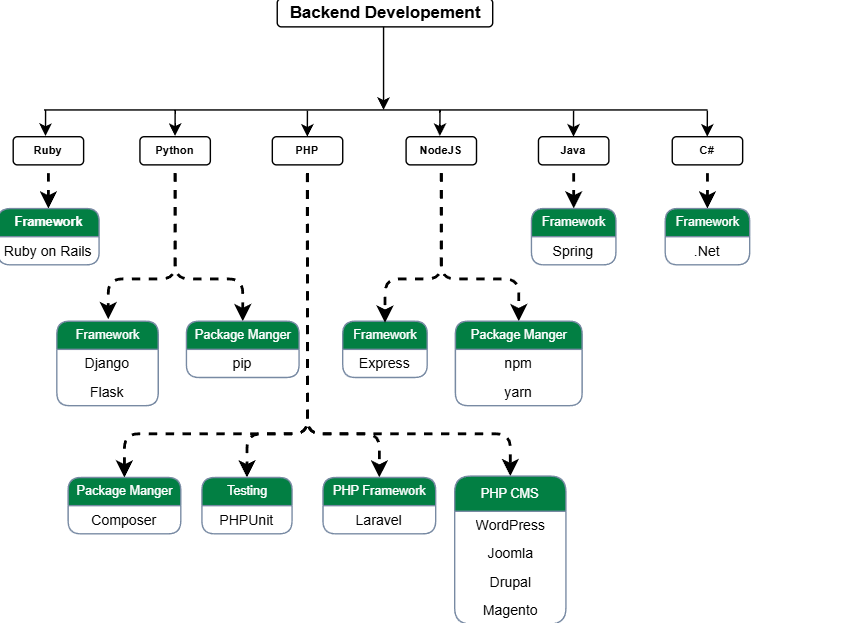 Backend Developement
Ruby
Python
PHP
NodeJS
Java
C#
Framework
Ruby on Rails
Framework
Spring
Framework
.Net
Framework
Django
Flask
Package Manger
pip
Framework
Express
Package Manger
npm
yarn
Package Manger
Composer
Testing
PHPUnit
PHP Framework
Laravel
PHP CMS
WordPress
Joomla
Drupal
Magento